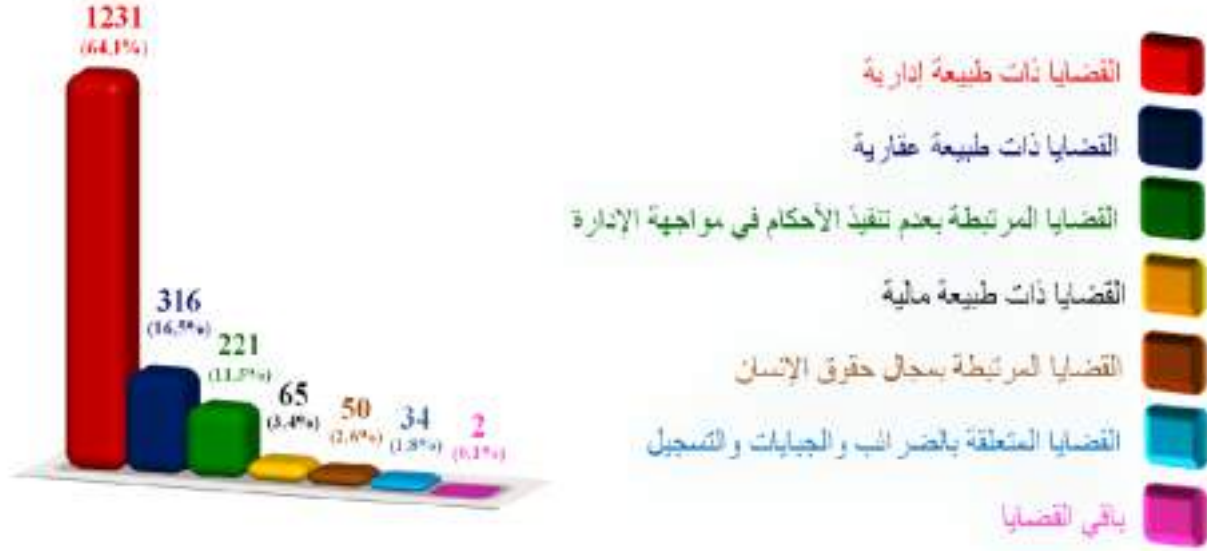 1231
(64.1%)
316
(16.5%)
221
(11.5%)
65
(3.4%)
50
(2.6%)
34
(1.8%)
2
(0.1%)
القضايا ذات طبيعة إدارية
القضايا ذات طبيعة عقارية
القضايا المرتبطة بعدم تنفيذ الأحكام في مواجهة الإدارة
القضايا ذات طبيعة مالية
القضايا المرتبطة بمجال حقوق الإنسان
القضايا المتعلقة بالضرائب والجبايات والتسجيل
باقي القضايا